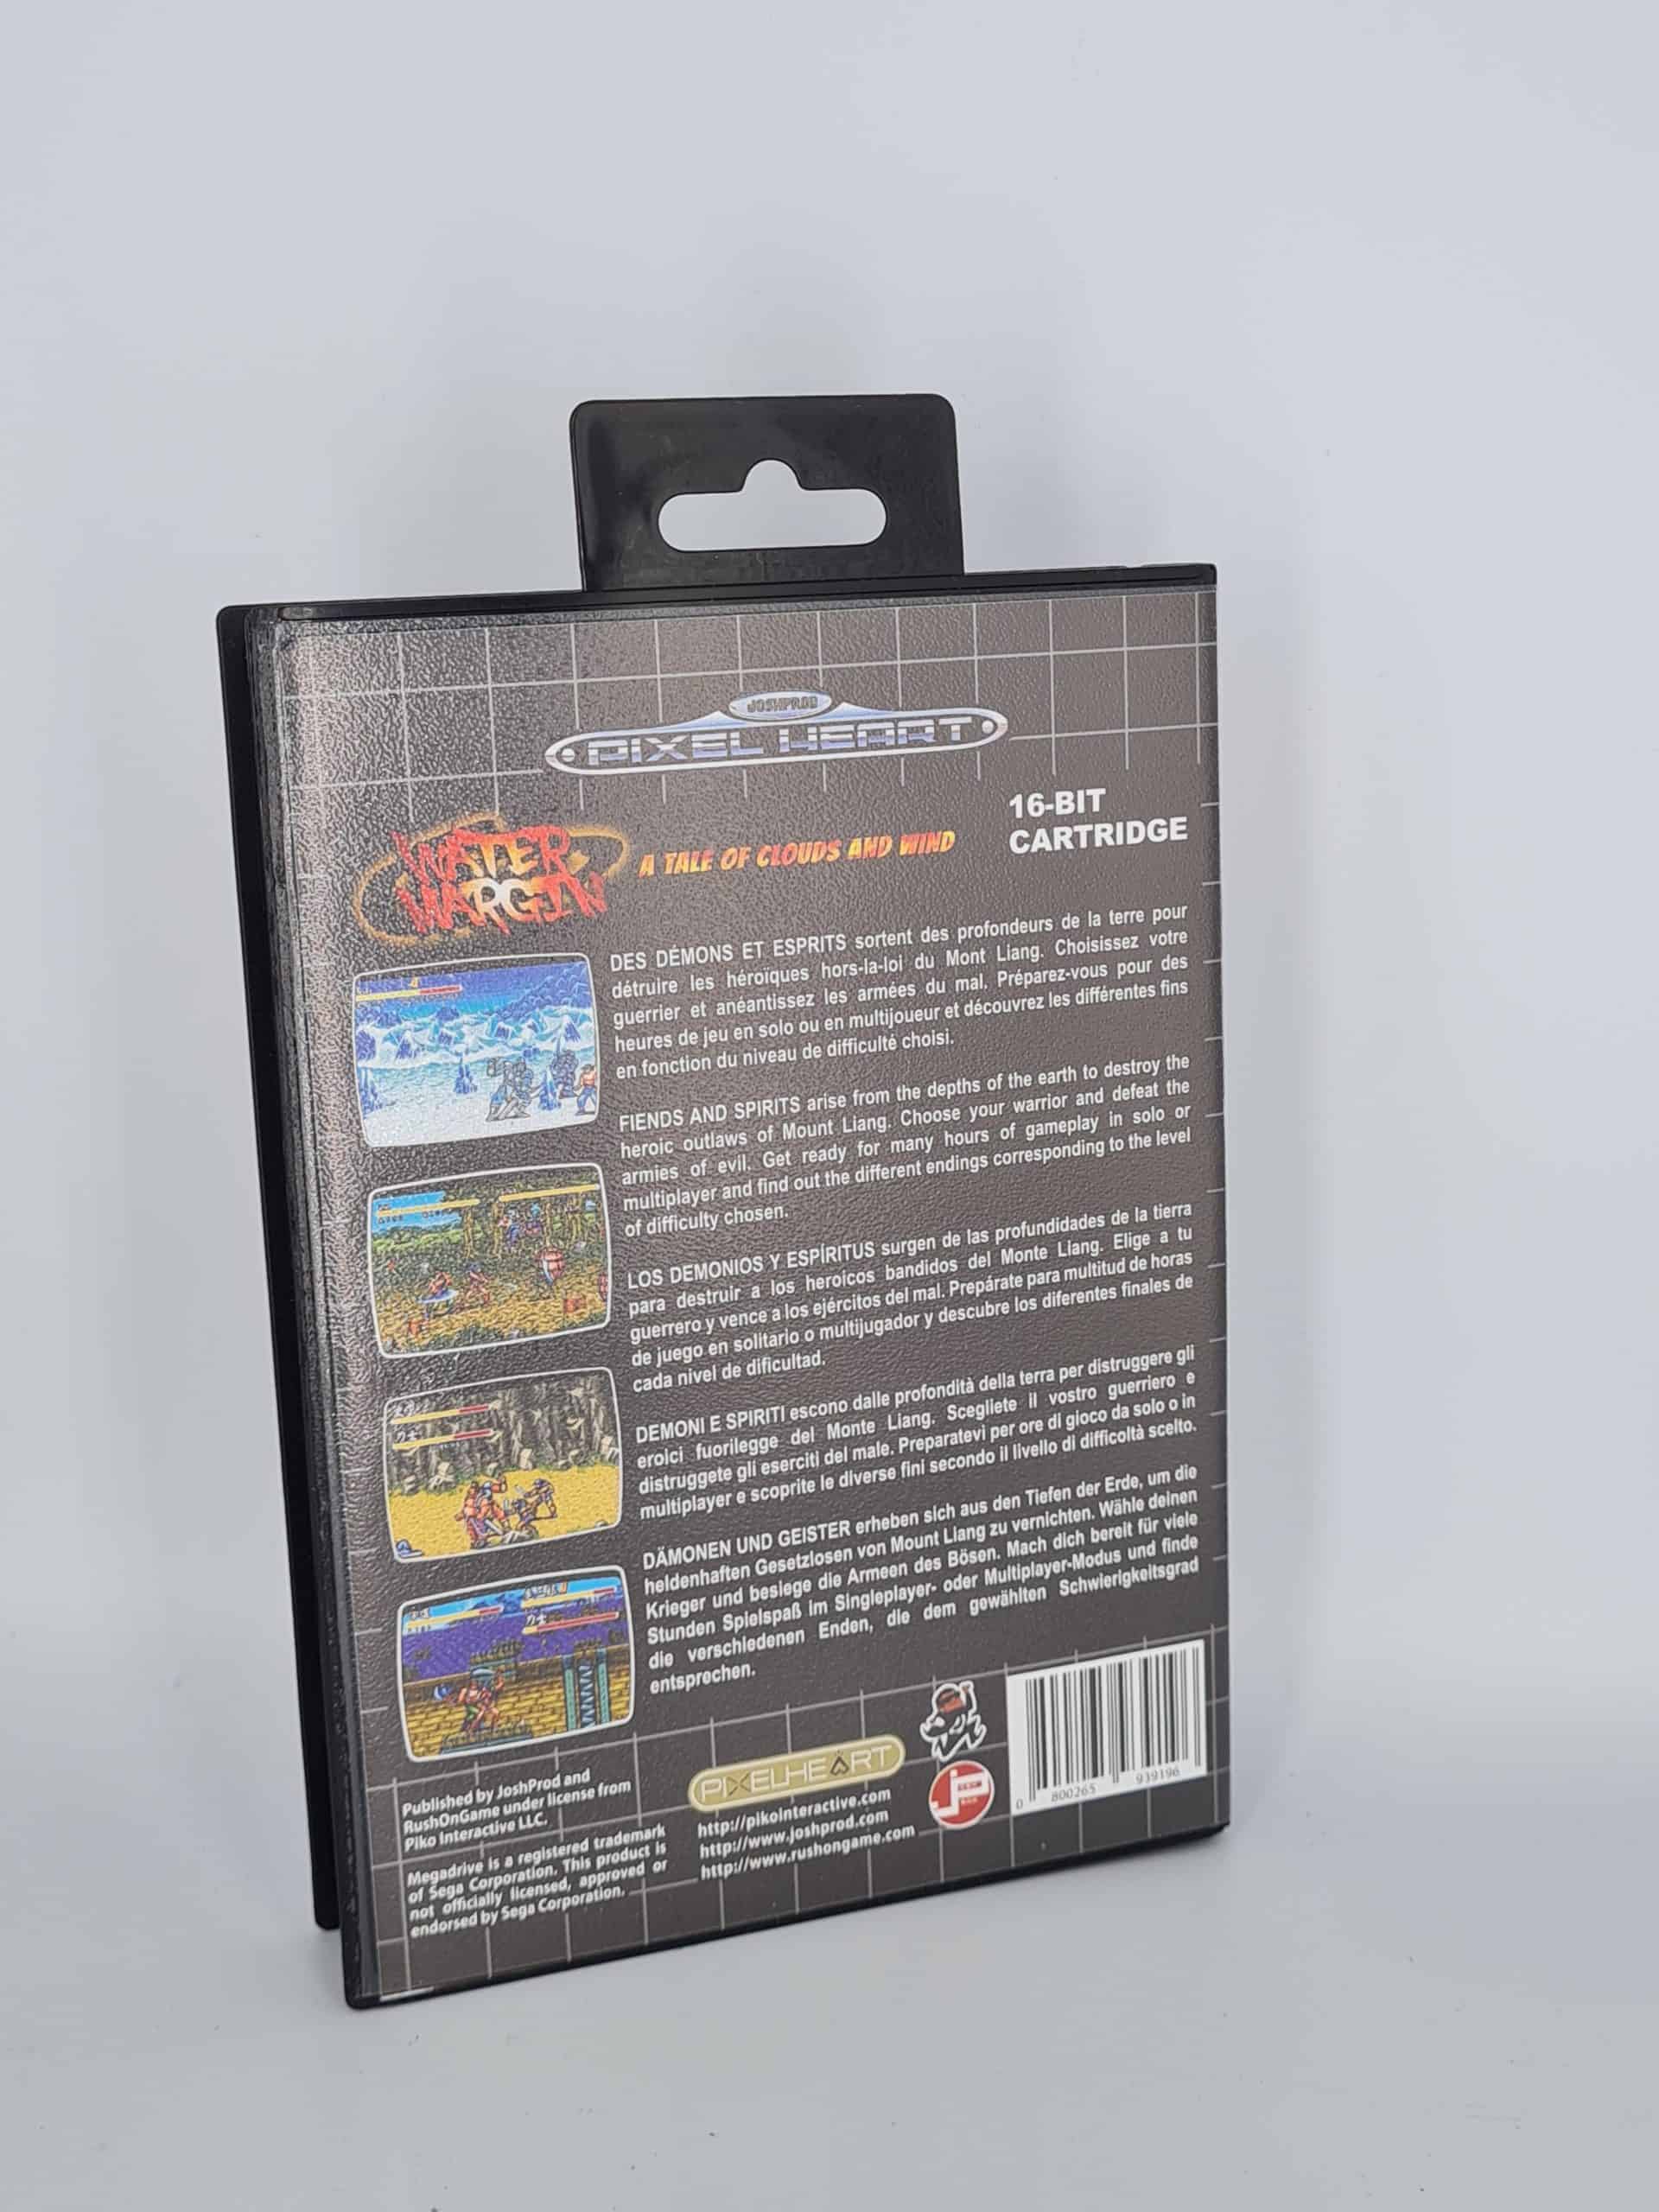 JOSHPROD
PIXEL HEART
16-BIT
CARTRIDGE
WATER
MARGIN
A TALE OF CLOUDS AND WIND
DES DÉMONS ET ESPRITS sortent des profondeurs de la terre pour
détruire les héroïques hors-la-loi du Mont Liang. Choisissez votre
guerrier et anéantissez les armées du mal. Préparez-vous pour des
heures de jeu en solo ou en multijoueur et découvrez les différentes fins
en fonction du niveau de difficulté choisi.
FIENDS AND SPIRITS arise from the depths of the earth to destroy the
heroic outlaws of Mount Liang. Choose your warrior and defeat the
armies of evil. Get ready for many hours of gameplay in solo or
multiplayer and find out the different endings corresponding to the level
of difficulty chosen.
LOS DEMONIOS Y ESPÍRITUS surgen de las profundidades de la tierra
para destruir a los heroicos bandidos del Monte Liang. Elige a tu
guerrero y vence a los ejércitos del mal. Prepárate para multitud de horas
de juego en solitario o multijugador y descubre los diferentes finales de
cada nivel de dificultad.
DEMONI E SPIRITI escono dalle profondità della terra per distruggere gli
eroici fuorilegge del Monte Liang. Scegliete il vostro guerriero e
distruggete gli eserciti del male. Preparatevi per ore di gioco da solo o in
multiplayer e scoprite le diverse fini secondo il livello di difficoltà scelto.
DÄMONEN UND GEISTER erheben sich aus den Tiefen der Erde, um die
heldenhaften Gesetzlosen von Mount Liang zu vernichten. Wähle deinen
Krieger und besiege die Armeen des Bösen. Mach dich bereit für viele
Stunden Spielspaß im Singleplayer- oder Multiplayer-Modus und finde
die verschiedenen Enden, die dem gewählten Schwierigkeitsgrad
entsprechen.
Published by JoshProd and
RushOnGame under license from
Piko Interactive LLC.
Megadrive is a registered trademark
of Sega Corporation. This product is
not officially licensed, approved or
endorsed by Sega Corporation.
PIXELHEART
http://pikointeractive.com
http://www.joshprod.com
http://www.rushongame.com
0 800265 939196